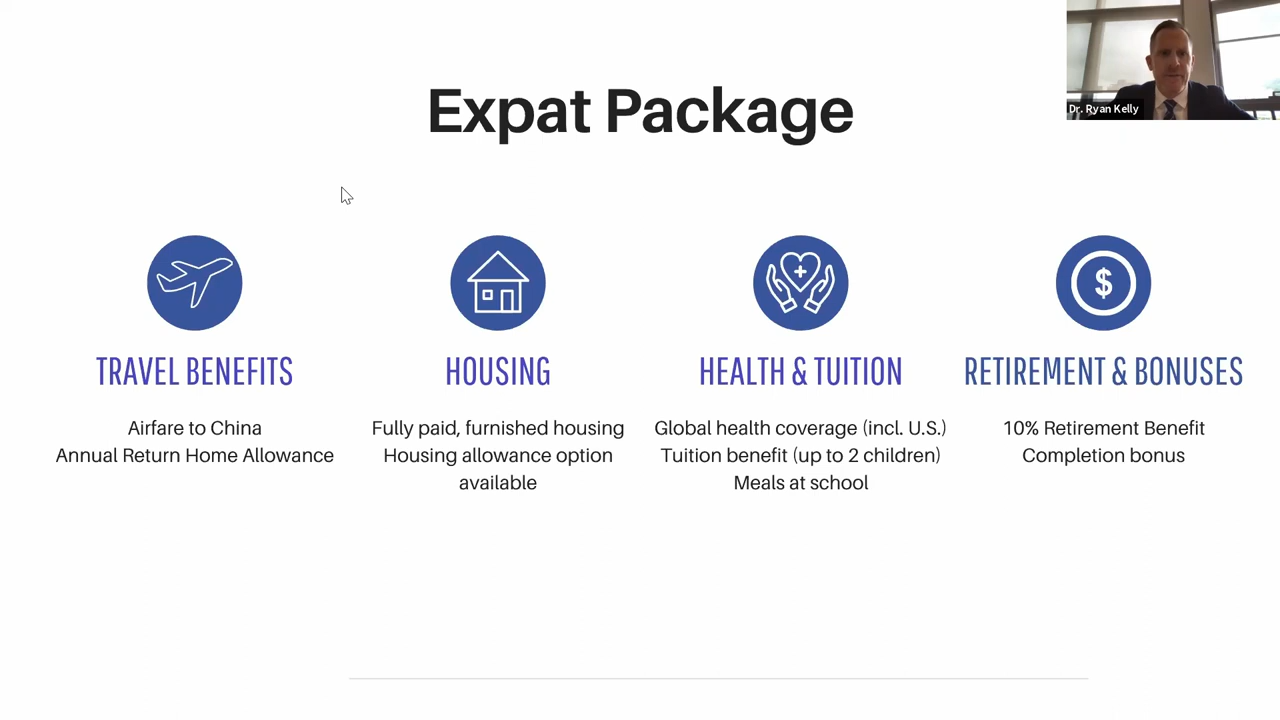 Expat Package
Dr. Ryan Kelly
$
TRAVEL BENEFITS
Airfare to China
Annual Return Home Allowance
HOUSING
Fully paid, furnished housing
Housing allowance option
available
HEALTH & TUITION
Global health coverage (incl. U.S.)
Tuition benefit (up to 2 children)
Meals at school
RETIREMENT & BONUSES
10% Retirement Benefit
Completion bonus